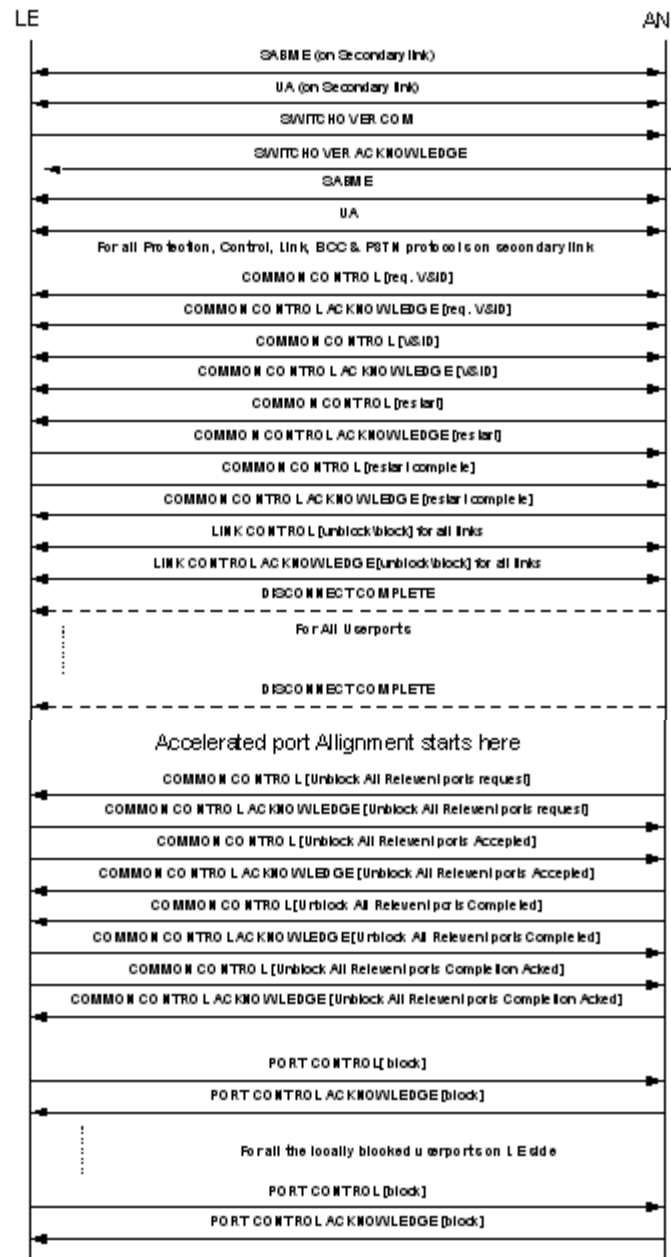 LE
AN
SABME (on Secondary link)
UA (on Secondary link)
SWITCHOVER COM
SWITCHOVER ACKNOWLEDGE
SABME
UA
For all Protection, Control, Link, BCC & PSTN protocols on secondary link
COMMON CONTROL [req. VSID]
COMMON CONTROL ACKNOWLEDGE [req. VSID]
COMMON CONTROL [VSID]
COMMON CONTROL ACKNOWLEDGE [VSID]
COMMON CONTROL [restart]
COMMON CONTROL ACKNOWLEDGE [restart]
COMMON CONTROL [restart complete]
COMMON CONTROL ACKNOWLEDGE [restart complete]
LINK CONTROL [unblock\block] for all links
LINK CONTROL ACKNOWLEDGE[unblock\block] for all links
DISCONNECT COMPLETE
For All Userports
DISCONNECT COMPLETE
Accelerated port Allignment starts here
COMMON CONTROL [Unblock All Relevent ports request]
COMMON CONTROL ACKNOWLEDGE [Unblock All Relevent ports request]
COMMON CONTROL [Unblock All Relevent ports Accepted]
COMMON CONTROL ACKNOWLEDGE [Unblock All Relevent ports Accepted]
COMMON CONTROL[Unblock All Relevent ports Completed]
COMMON CONTROL ACKNOWLEDGE[Unblock All Relevent ports Completed]
COMMON CONTROL [Unblock All Relevent ports Completion Acked]
COMMON CONTROL ACKNOWLEDGE [Unblock All Relevent ports Completion Acked]
PORT CONTROL[block]
PORT CONTROL ACKNOWLEDGE [block]
For all the locally blocked userports on LE side
PORT CONTROL [block]
PORT CONTROL ACKNOWLEDGE [block]